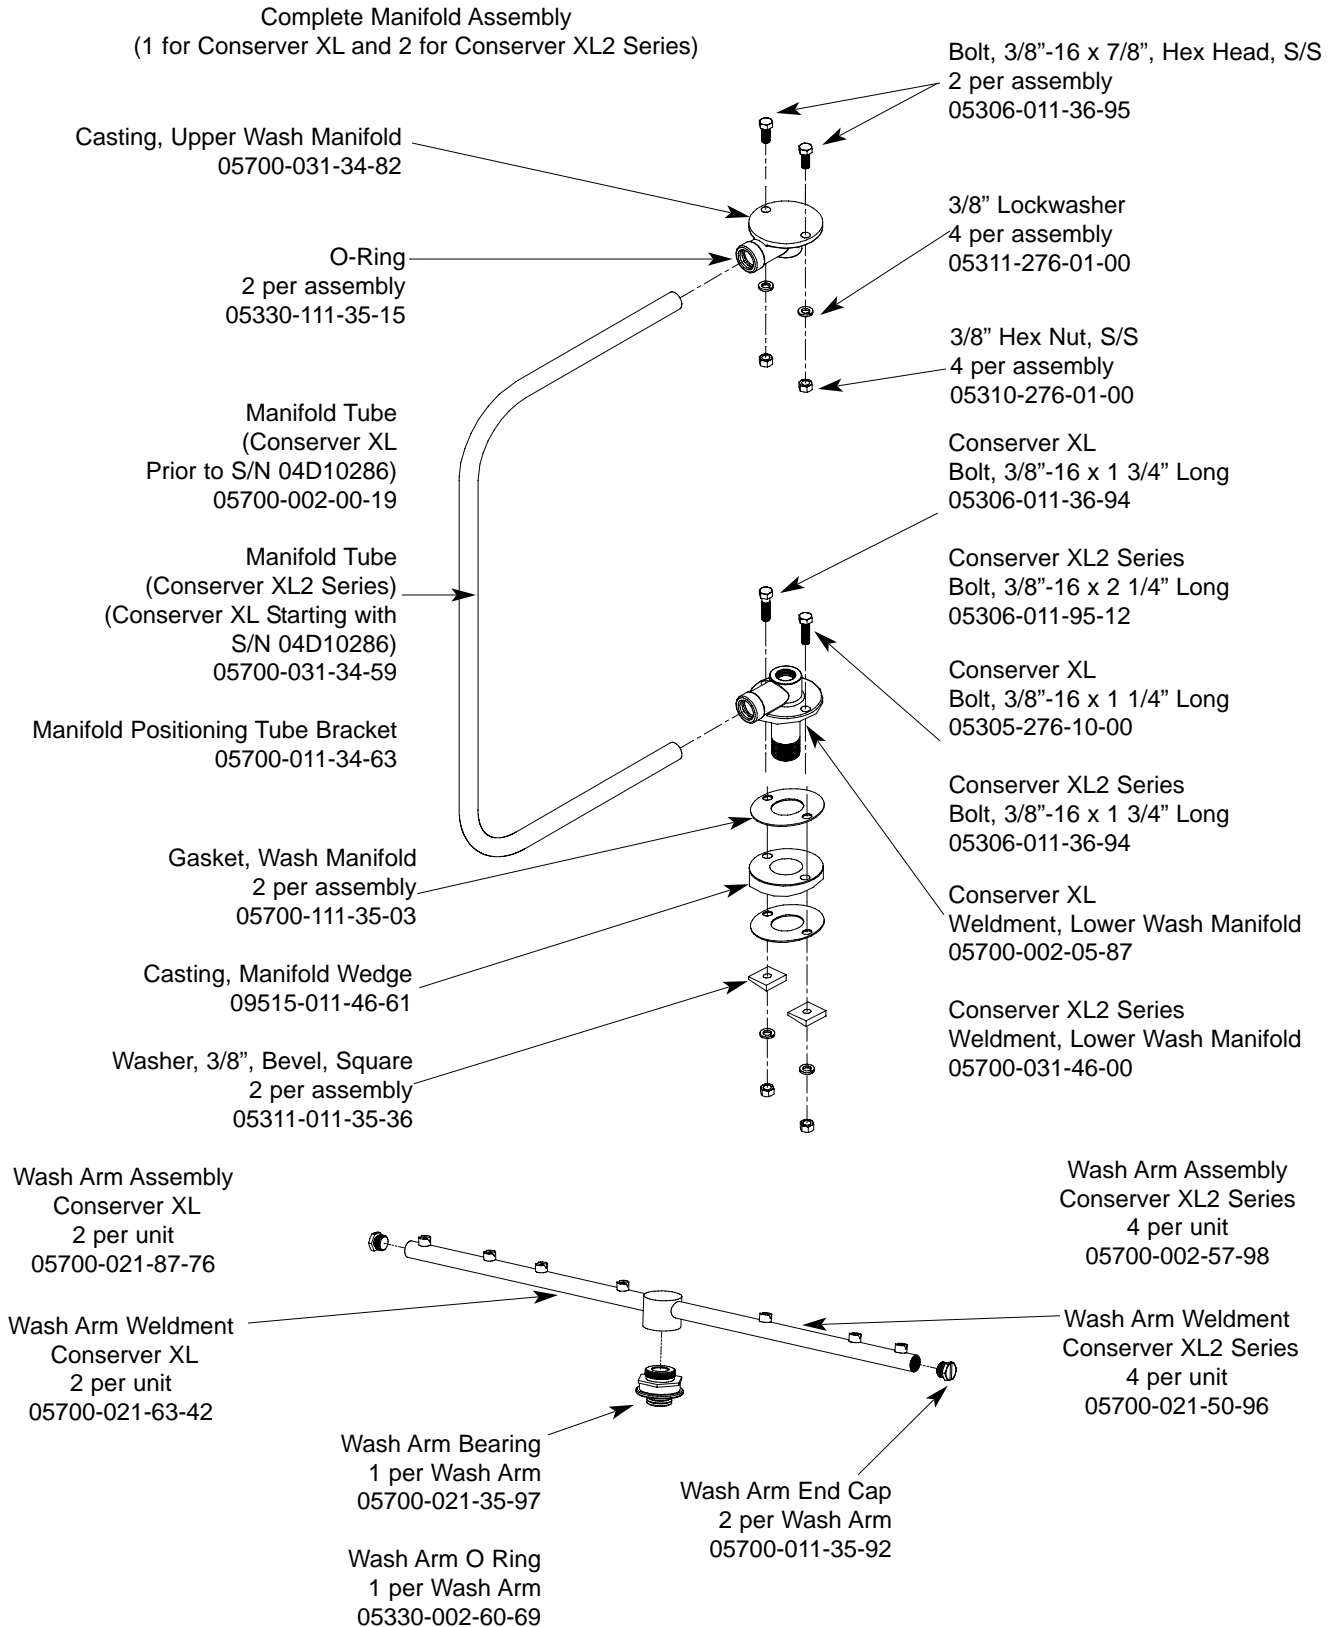 Complete Manifold Assembly
(1 for Conserver XL and 2 for Conserver XL2 Series)
Bolt, 3/8”-16 x 7/8”, Hex Head, S/S
2 per assembly
05306-011-36-95
Casting, Upper Wash Manifold
05700-031-34-82
3/8” Lockwasher
4 per assembly
05311-276-01-00
O-Ring
2 per assembly
05330-111-35-15
3/8” Hex Nut, S/S
4 per assembly
05310-276-01-00
Manifold Tube
(Conserver XL
Prior to S/N 04D10286)
05700-002-00-19
Conserver XL
Bolt, 3/8”-16 x 1 3/4” Long
05306-011-36-94
Manifold Tube
(Conserver XL2 Series)
(Conserver XL Starting with
S/N 04D10286)
05700-031-34-59
Conserver XL2 Series
Bolt, 3/8”-16 x 2 1/4” Long
05306-011-95-12
Conserver XL
Bolt, 3/8”-16 x 1 1/4” Long
05305-276-10-00
Manifold Positioning Tube Bracket
05700-011-34-63
Conserver XL2 Series
Bolt, 3/8”-16 x 1 3/4” Long
05306-011-36-94
Gasket, Wash Manifold
2 per assembly
05700-111-35-03
Conserver XL
Weldment, Lower Wash Manifold
05700-002-05-87
Casting, Manifold Wedge
09515-011-46-61
Conserver XL2 Series
Weldment, Lower Wash Manifold
05700-031-46-00
Washer, 3/8”, Bevel, Square
2 per assembly
05311-011-35-36
Wash Arm Assembly
Conserver XL
2 per unit
05700-021-87-76
Wash Arm Assembly
Conserver XL2 Series
4 per unit
05700-002-57-98
Wash Arm Weldment
Conserver XL
2 per unit
05700-021-63-42
Wash Arm Weldment
Conserver XL2 Series
4 per unit
05700-021-50-96
Wash Arm Bearing
1 per Wash Arm
05700-021-35-97
Wash Arm End Cap
2 per Wash Arm
05700-011-35-92
Wash Arm O Ring
1 per Wash Arm
05330-002-60-69